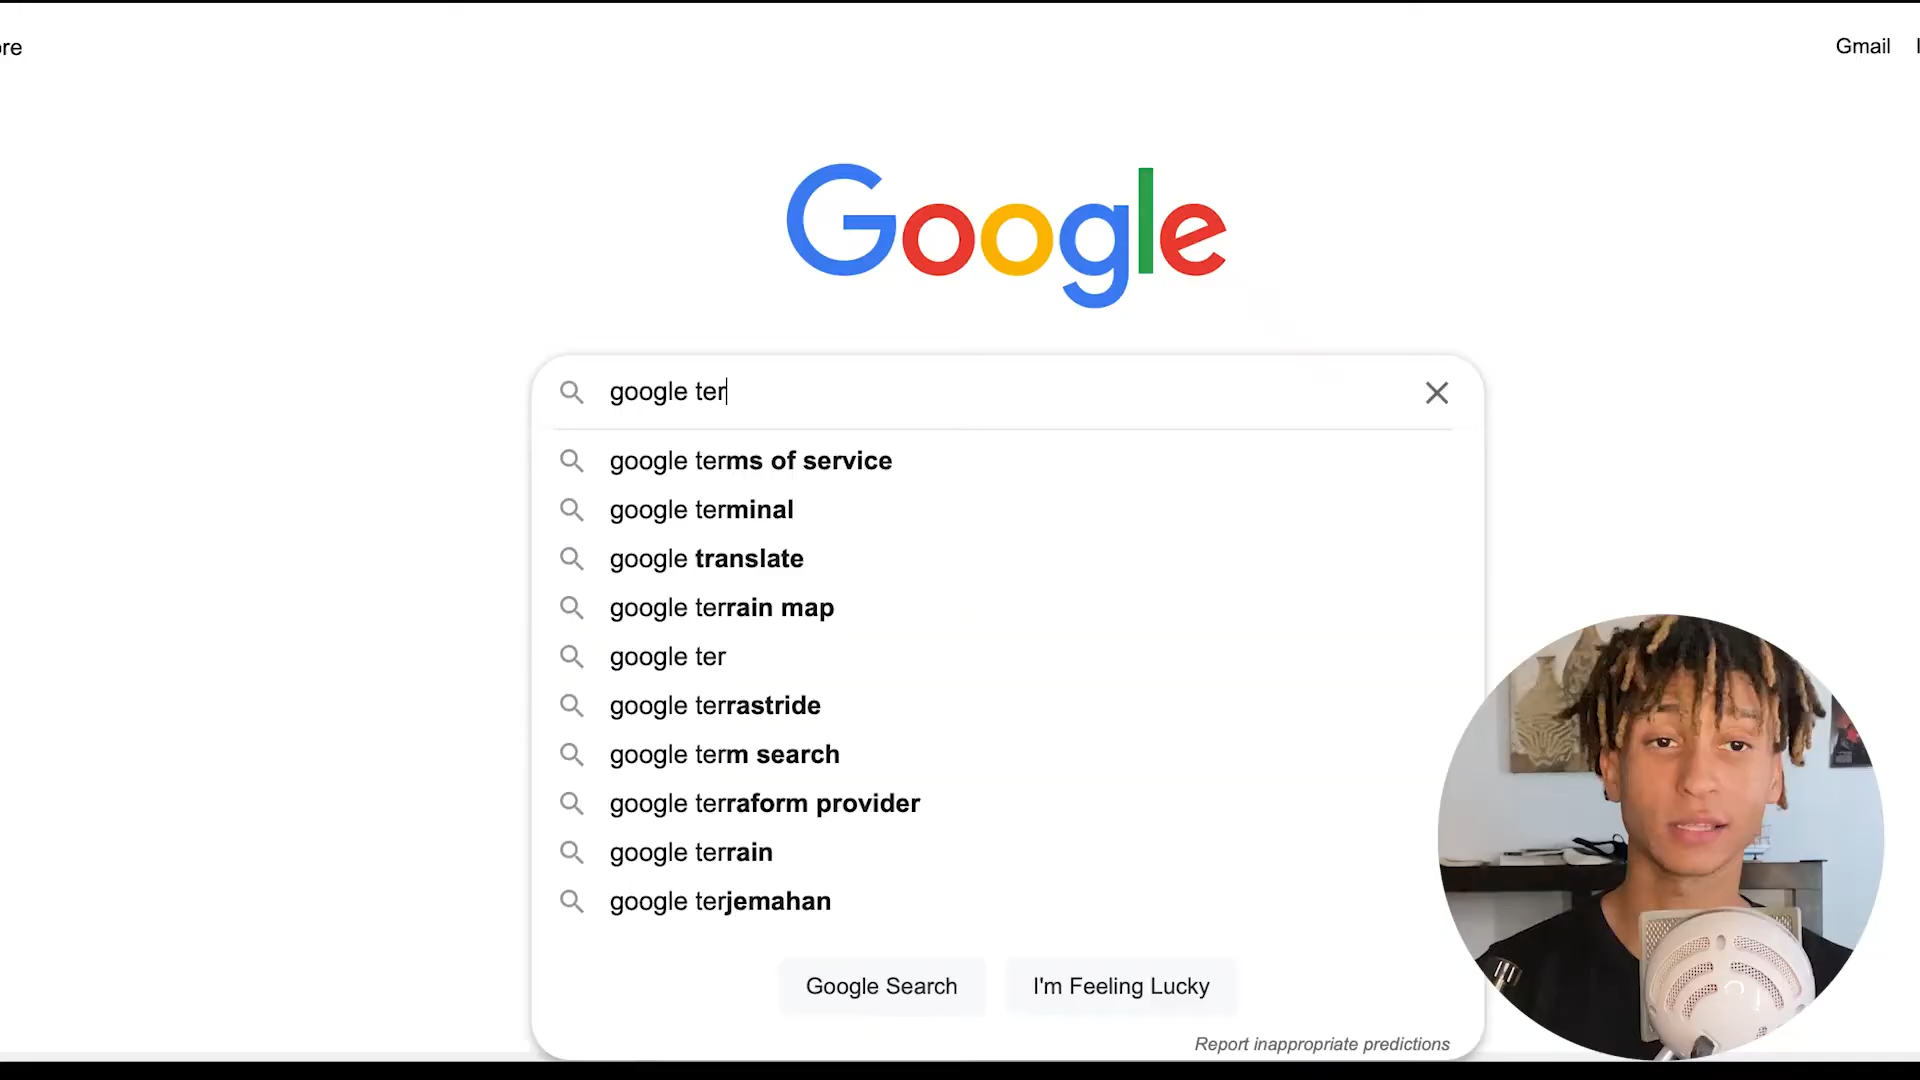 Gmail
Google
google ter
google terms of service
google terminal
google translate
google terrain map
google ter
google terrastride
google term search
google terraform provider
google terrain
google terjemahan
Google Search
I'm Feeling Lucky
Report inappropriate predictions